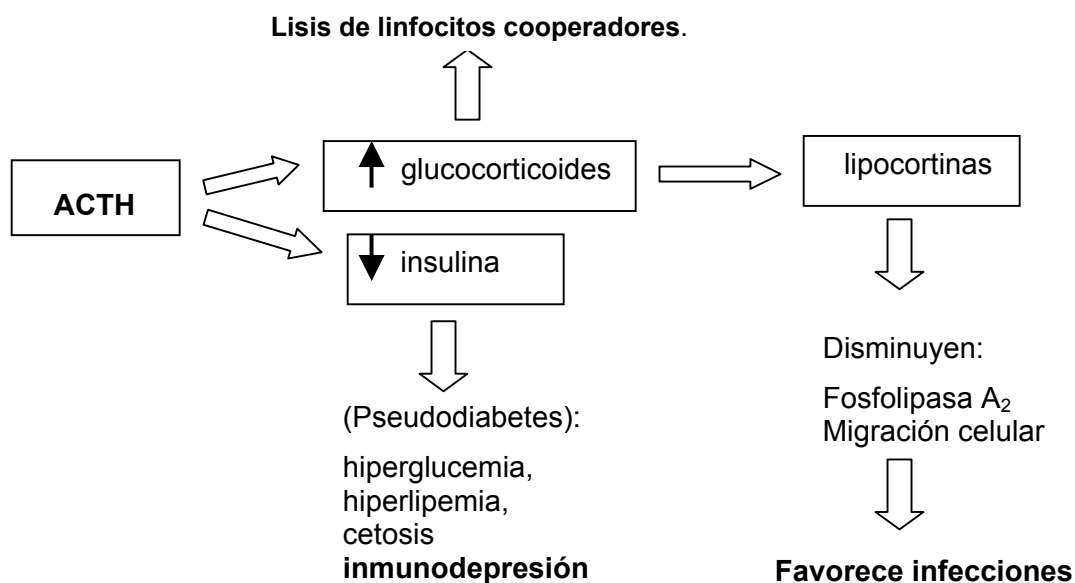 Lisis de linfocitos cooperadores.
ACTH
glucocorticoides
lipocortinas
insulina
(Pseudodiabetes):
hiperglucemia,
hiperlipemia,
cetosis
inmunodepresión
Disminuyen:
Fosfolipasa A₂
Migración celular
Favorece infecciones